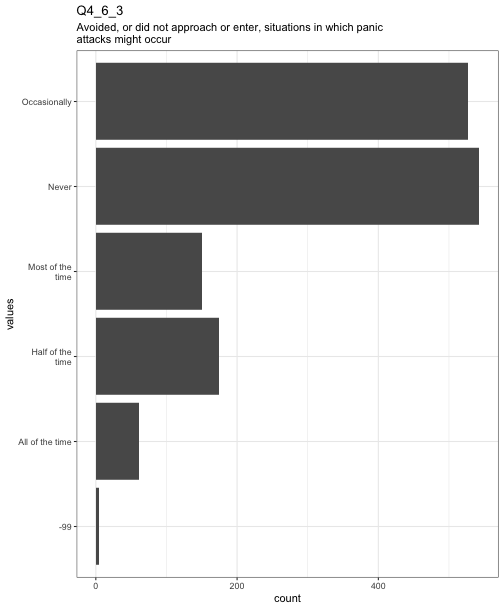 Q4_6_3
Avoided, or did not approach or enter, situations in which panic
attacks might occur
Occasionally
Never
Most of the
time
Half of the
time
All of the time
-99
values
0
200
400
count